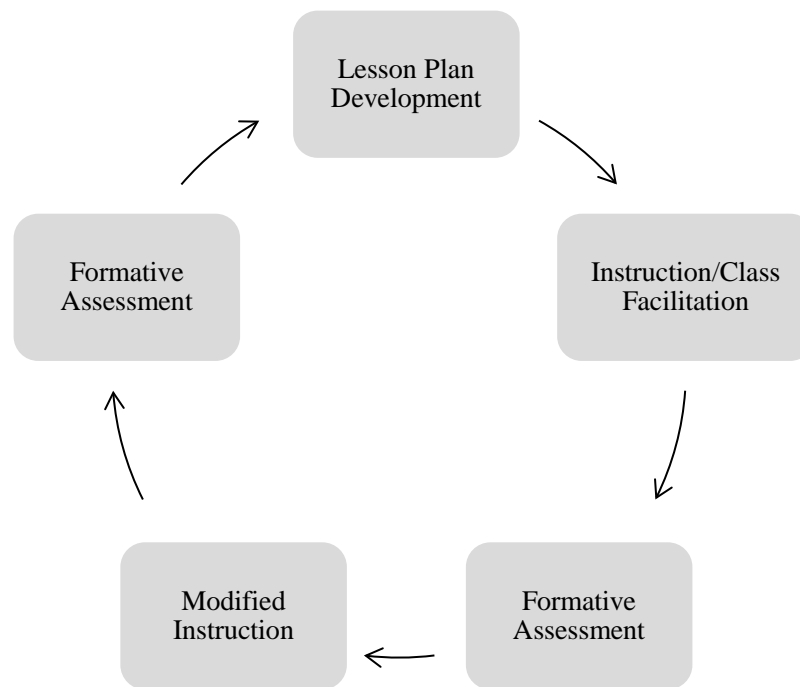 Lesson Plan
Development
Instruction/Class
Facilitation
Formative
Assessment
Modified
Instruction
Formative
Assessment